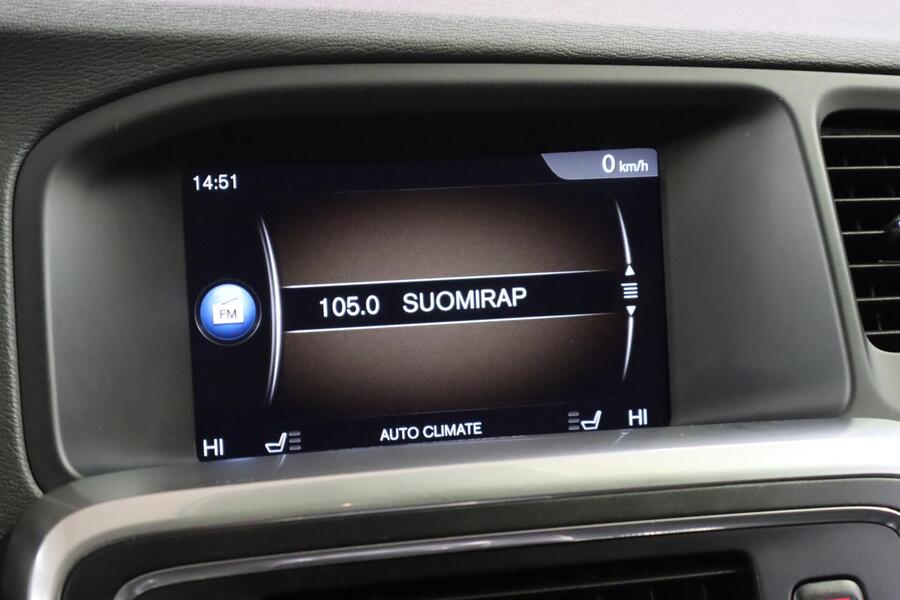 14:51
0 km/h
FM
105.0 SUOMIRAP
HI
AUTO CLIMATE
HI